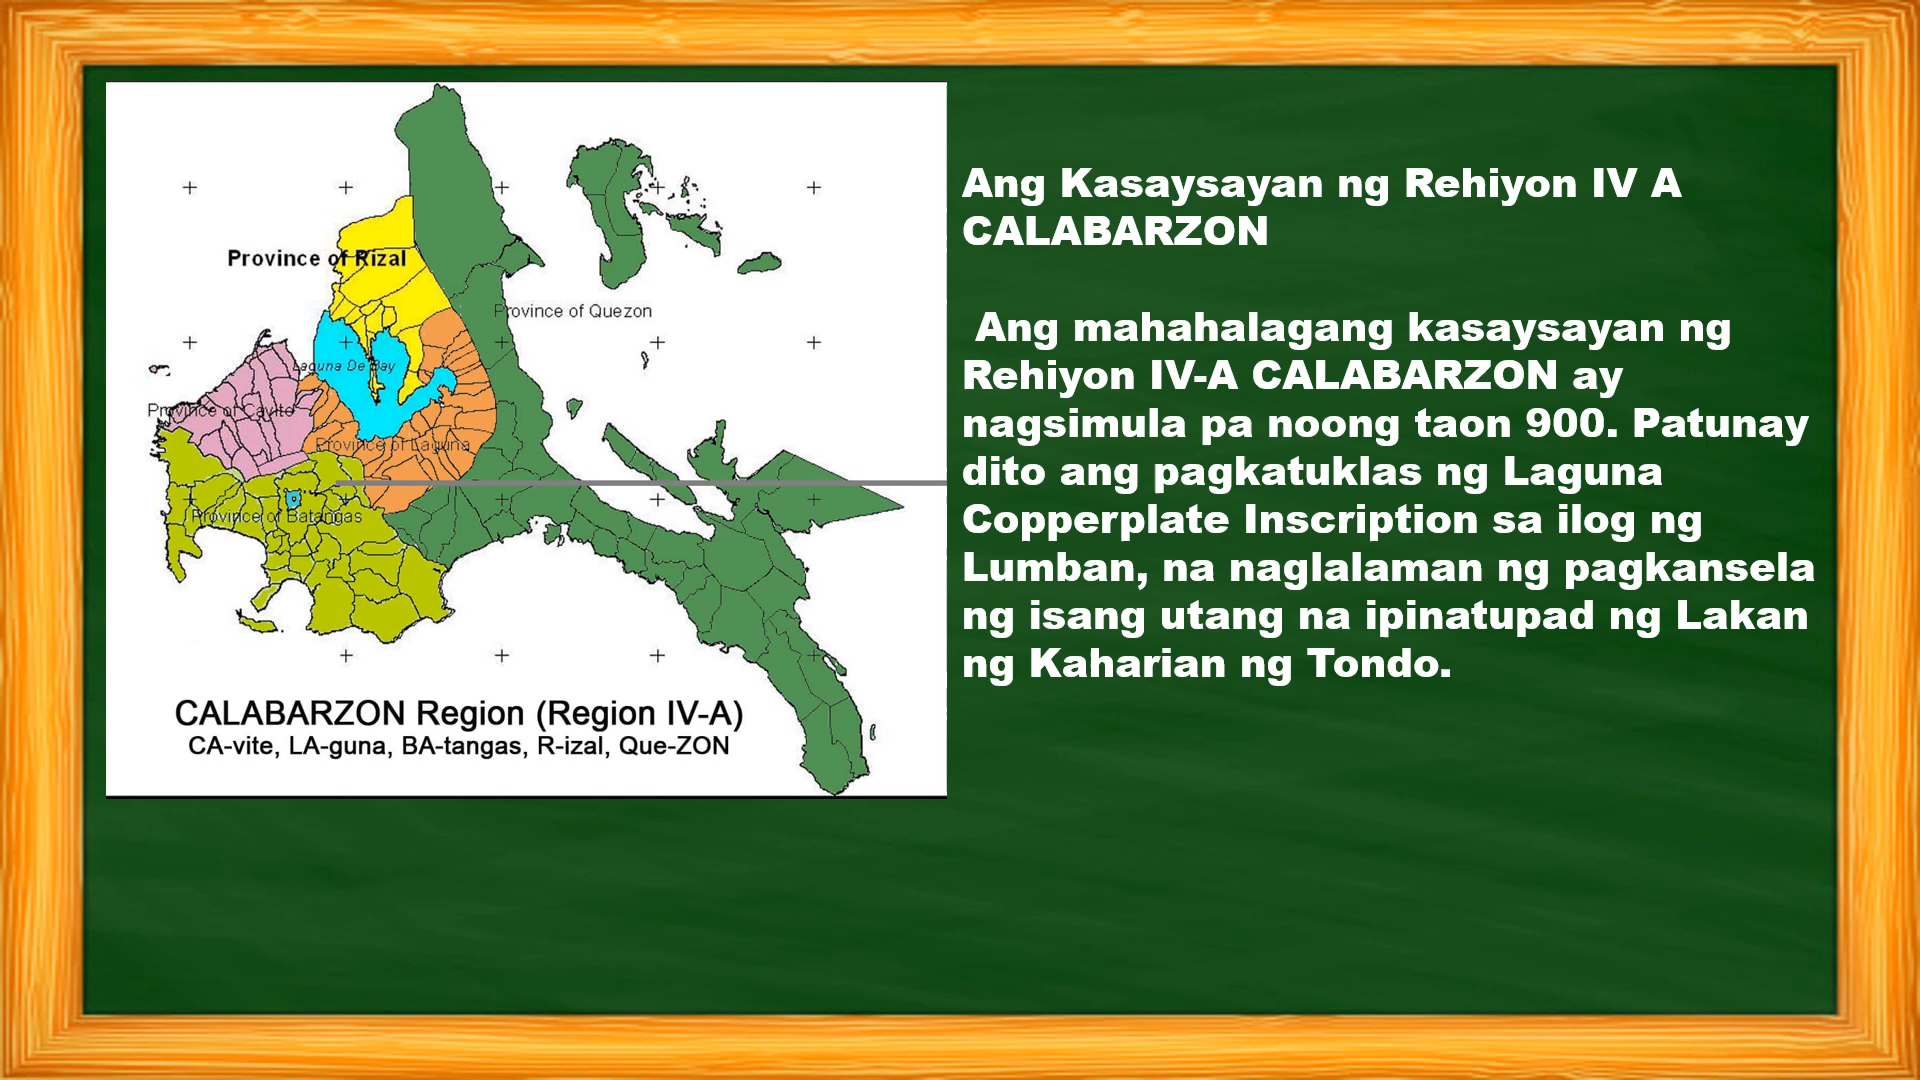 Province of Rizal
Province of Quezon
Laguna De Bay
Province of Cavite
Province of Laguna
Province of Batangas
CALABARZON Region (Region IV-A)
CA-vite, LA-guna, BA-tangas, R-izal, Que-ZON
Ang Kasaysayan ng Rehiyon IV A
CALABARZON
Ang mahahalagang kasaysayan ng
Rehiyon IV-A CALABARZON ay
nagsimula pa noong taon 900. Patunay
dito ang pagkatuklas ng Laguna
Copperplate Inscription sa ilog ng
Lumban, na naglalaman ng pagkansela
ng isang utang na ipinatupad ng Lakan
ng Kaharian ng Tondo.